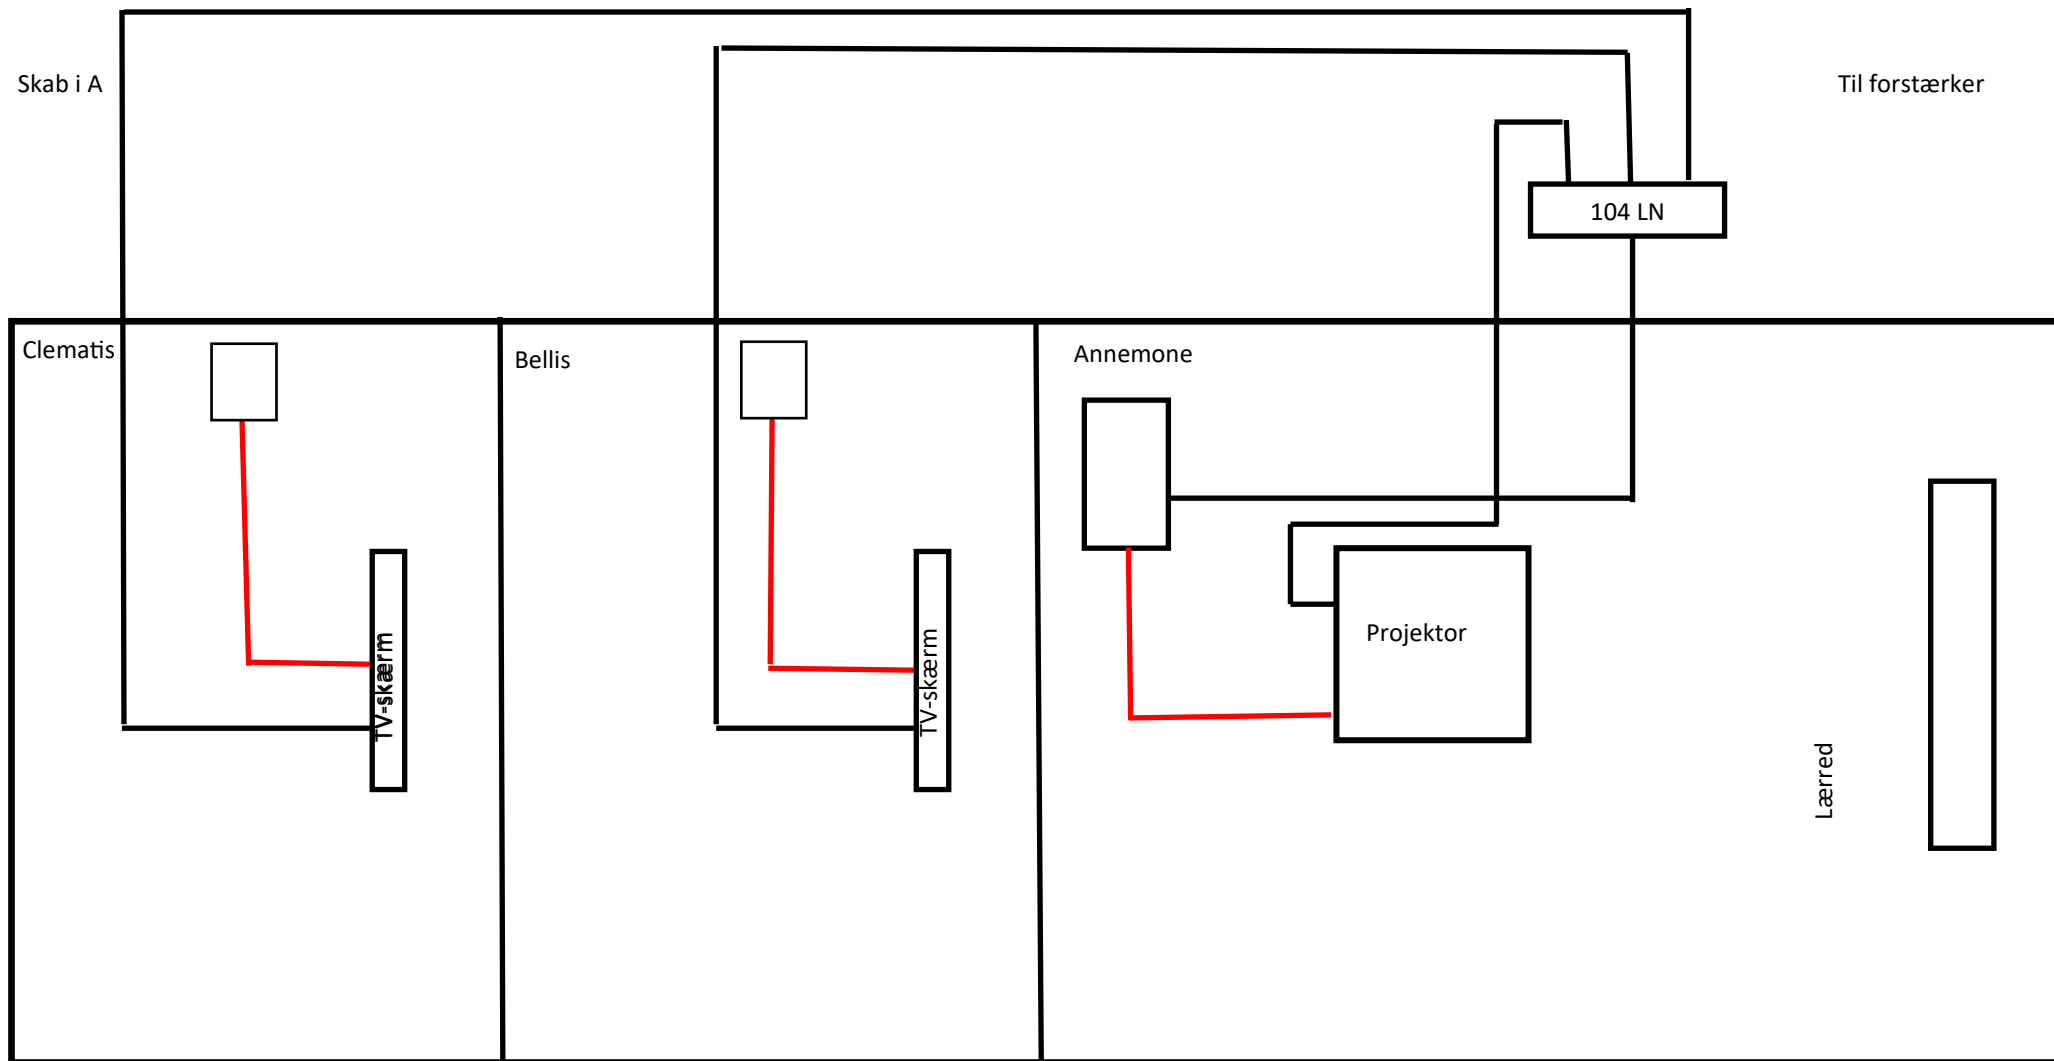 Skab i A
Til forstærker
104 LN
Clematis
Bellis
Annemone
TV-skærm
TV-skærm
Projektor
Lærred